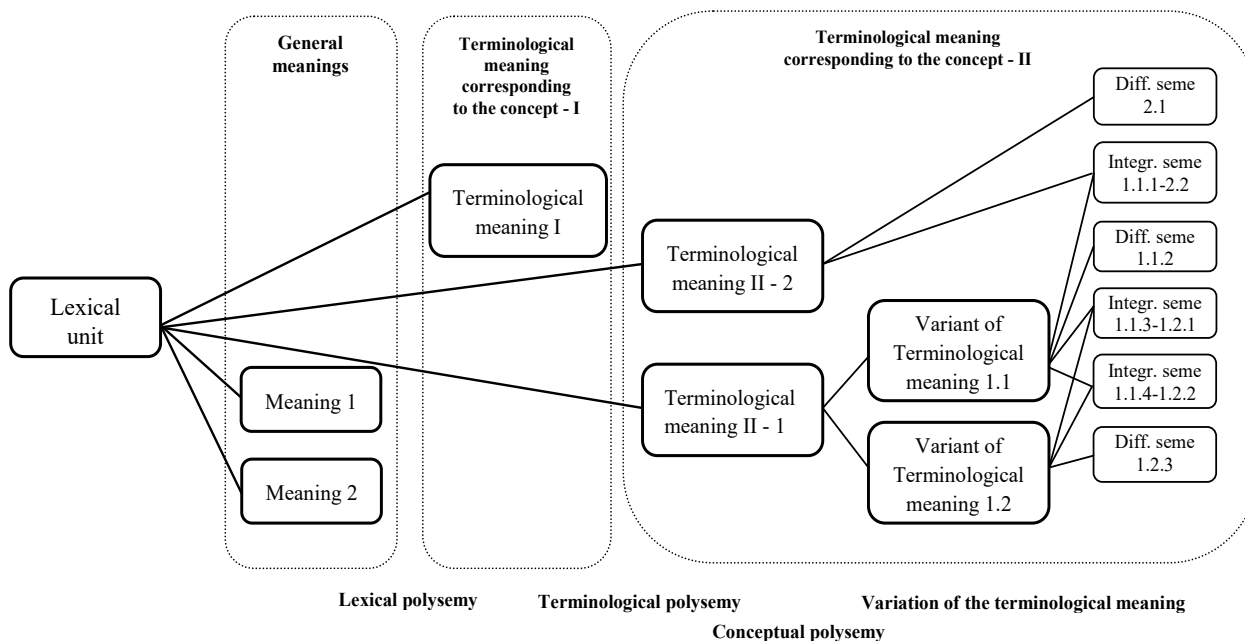 General
meanings
Terminological
meaning
corresponding
to the concept - I
Terminological meaning
corresponding to the concept - II
Diff. seme
2.1
Integr. seme
1.1.1-2.2
Terminological
meaning I
Diff. seme
1.1.2
Terminological
meaning II - 2
Lexical
unit
Integr. seme
1.1.3-1.2.1
Variant of
Terminological
meaning 1.1
Integr. seme
1.1.4-1.2.2
Meaning 1
Terminological
meaning II - 1
Diff. seme
1.2.3
Variant of
Terminological
meaning 1.2
Meaning 2
Lexical polysemy
Terminological polysemy
Variation of the terminological meaning
Conceptual polysemy